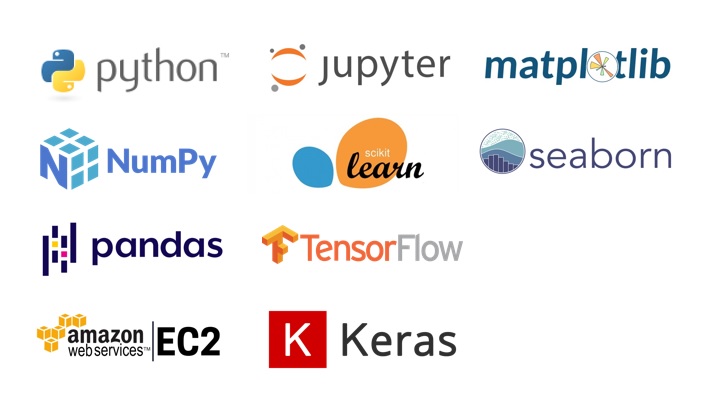 python™
jupyter
matplotlib
NumPy
scikit
learn
seaborn
pandas
TensorFlow
amazon
web services™
EC2
K Keras